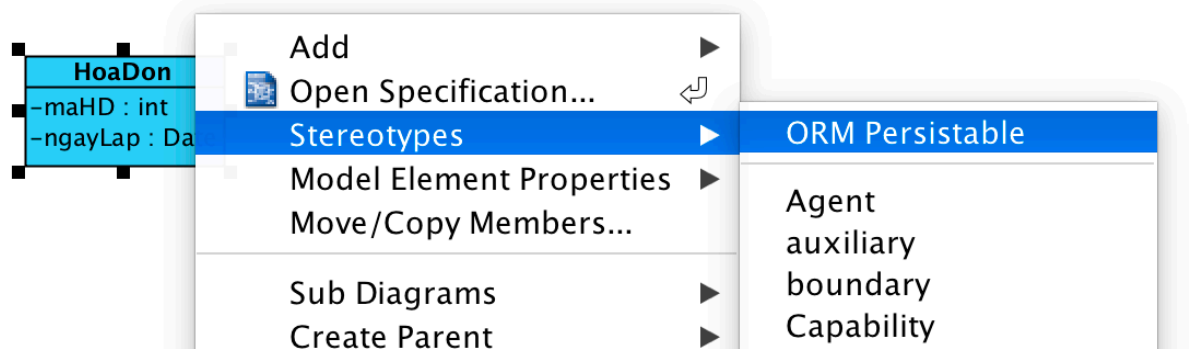 HoaDon
-maHD : int
-ngayLap : Date
Add
Open Specification...
Stereotypes
Model Element Properties
Move/Copy Members...
Sub Diagrams
Create Parent
ORM Persistable
Agent
auxiliary
boundary
Capability